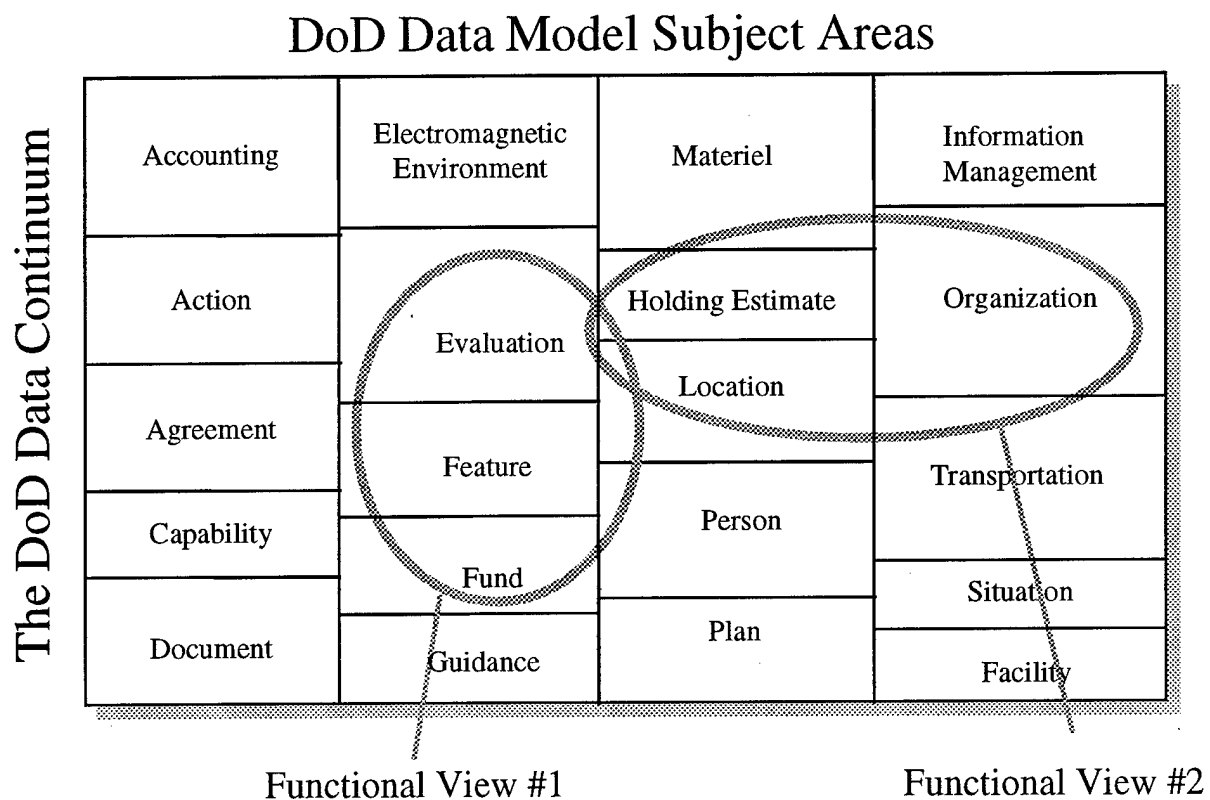 DoD Data Model Subject Areas
The DoD Data Continuum
Accounting
Action
Agreement
Capability
Document
Electromagnetic
Environment
Evaluation
Feature
Fund
Guidance
Materiel
Holding Estimate
Location
Person
Plan
Information
Management
Organization
Transportation
Situation
Facility
Functional View #1
Functional View #2